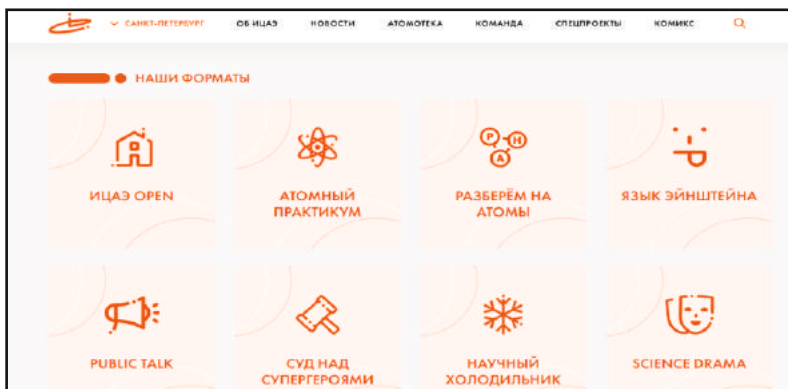 САНКТ-ПЕТЕРБУРГ ОБ ИЦАЭ НОВОСТИ АТОМОТЕКА КОМАНДА СПЕЦПРОЕКТЫ КОМИКС
НАШИ ФОРМАТЫ
ИЦАЭ OPEN
АТОМНЫЙ
ПРАКТИКУМ
Р Н
А
РАЗБЕРЁМ НА
АТОМЫ
ЯЗЫК ЭЙНШТЕЙНА
PUBLIC TALK
СУД НАД
СУПЕРГЕРОЯМИ
НАУЧНЫЙ
ХОЛОДИЛЬНИК
SCIENCE DRAMA